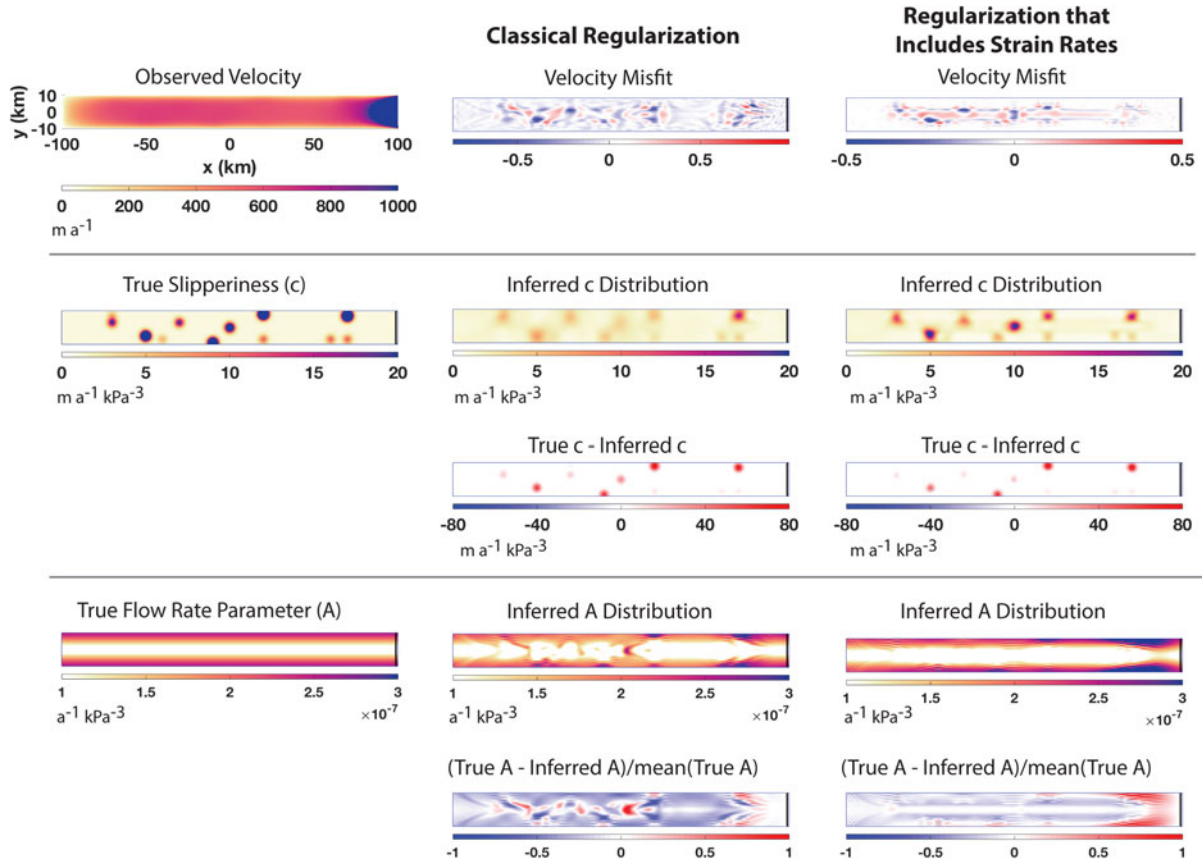 Classical Regularization
Regularization that
Includes Strain Rates
Observed Velocity
Velocity Misfit
Velocity Misfit
y (km)
10
0
-10
-100
-50
0
50
100
x (km)
0 200 400 600 800 1000
m a⁻¹
-0.5 0 0.5
-0.5 0 0.5
True Slipperiness (c)
Inferred c Distribution
Inferred c Distribution
0 5 10 15 20
m a⁻¹ kPa⁻³
0 5 10 15 20
m a⁻¹ kPa⁻³
0 5 10 15 20
m a⁻¹ kPa⁻³
True c - Inferred c
True c - Inferred c
-80 -40 0 40 80
m a⁻¹ kPa⁻³
-80 -40 0 40 80
m a⁻¹ kPa⁻³
True Flow Rate Parameter (A)
Inferred A Distribution
Inferred A Distribution
1 1.5 2 2.5 3
a⁻¹ kPa⁻³ ×10⁻⁷
1 1.5 2 2.5 3
a⁻¹ kPa⁻³ ×10⁻⁷
1 1.5 2 2.5 3
a⁻¹ kPa⁻³ ×10⁻⁷
(True A - Inferred A)/mean(True A)
(True A - Inferred A)/mean(True A)
-1 -0.5 0 0.5 1
-1 -0.5 0 0.5 1